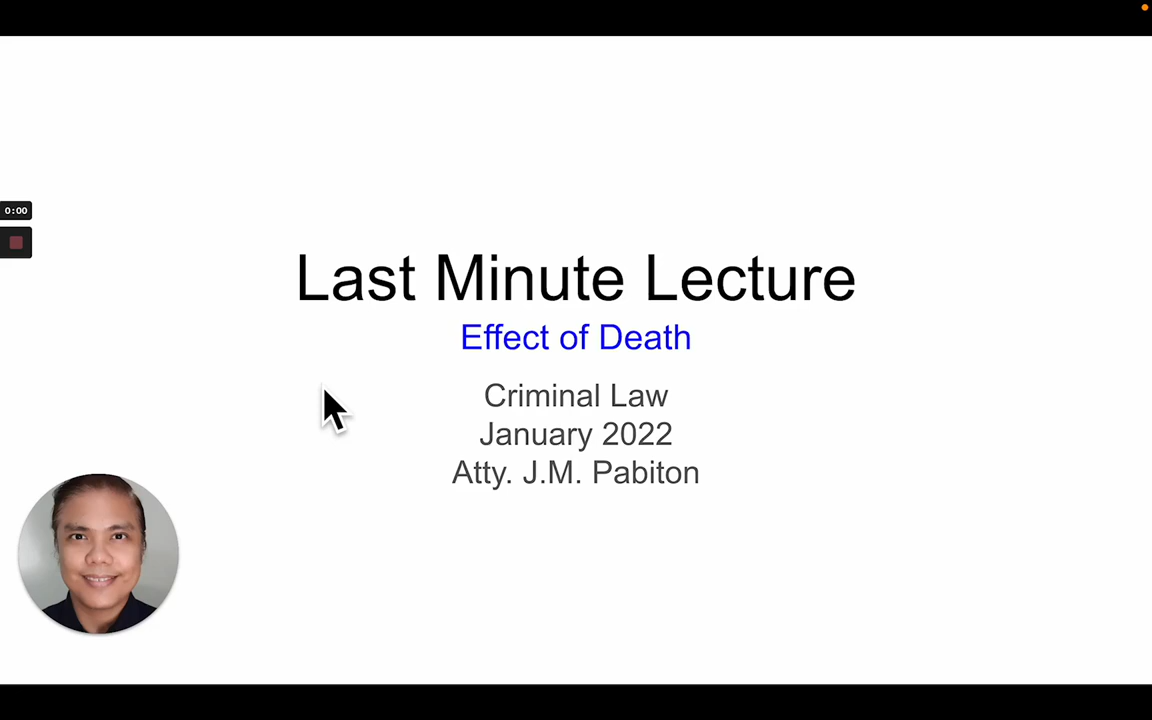 0:00
Last Minute Lecture
Effect of Death
Criminal Law
January 2022
Atty. J.M. Pabiton